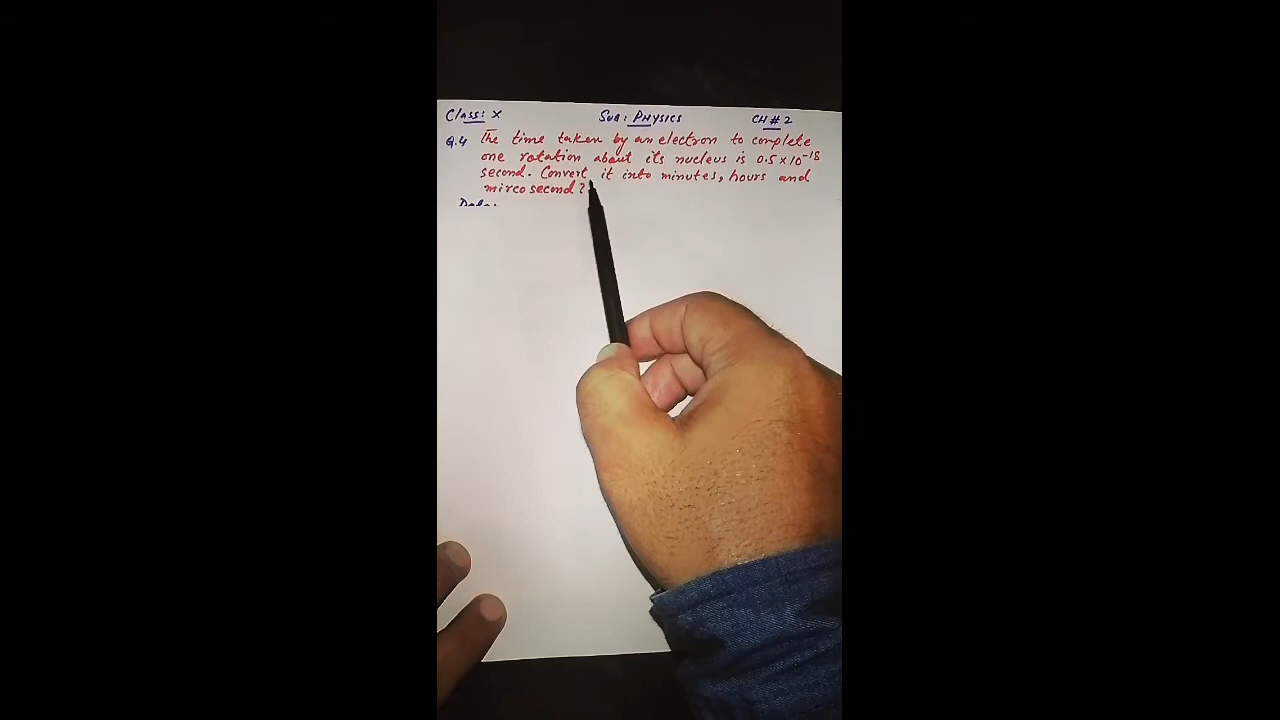 Class: X Sub: Physics CH # 2
Q.4 The time taken by an electron to complete
one rotation about its nucleus is 0.5 × 10⁻¹⁸
second. Convert it into minutes, hours and
mirco second?